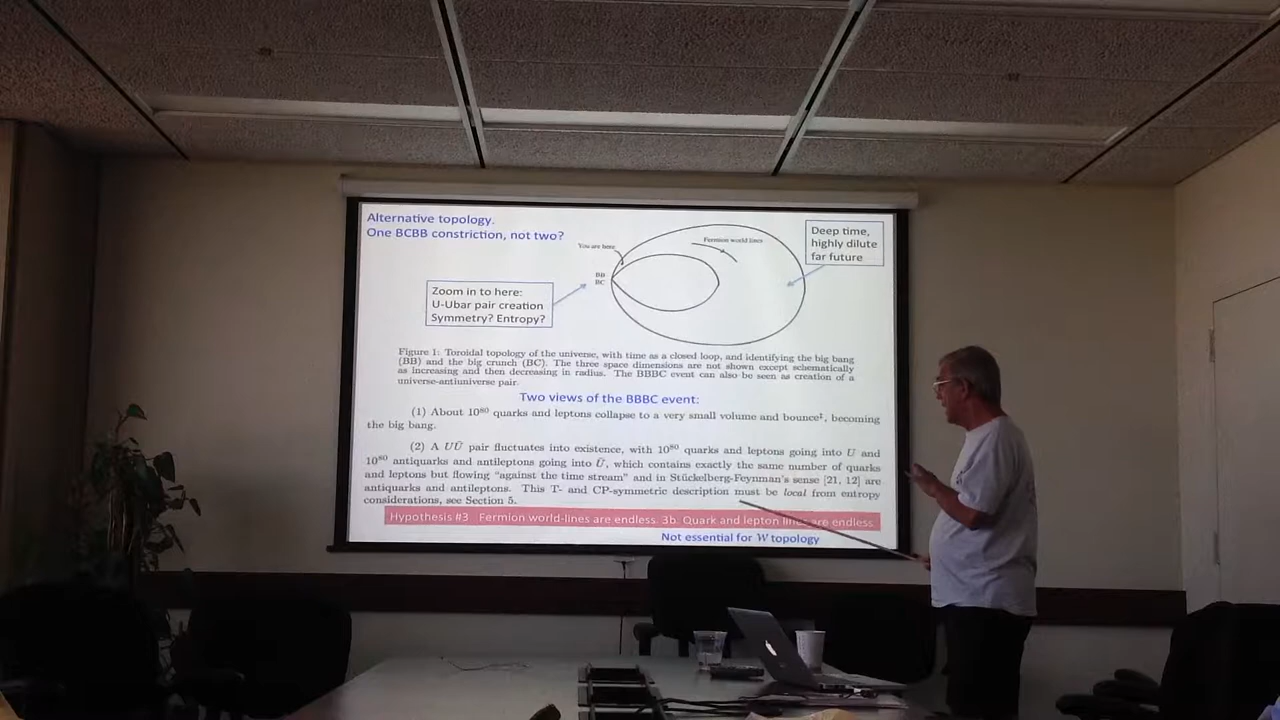 Alternative topology.
One BCBB constriction, not two?
You are here
Fermion world lines
Deep time,
highly dilute
far future
BB
BC
Zoom in to here:
U-Ubar pair creation
Symmetry? Entropy?
Figure 1: Toroidal topology of the universe, with time as a closed loop, and identifying the big bang
(BB) and the big crunch (BC). The three space dimensions are not shown except schematically
as increasing and then decreasing in radius. The BBBC event can also be seen as creation of a
universe-antiuniverse pair.
Two views of the BBBC event:
(1) About 10⁸⁰ quarks and leptons collapse to a very small volume and bounce‡, becoming
the big bang.
(2) A UŪ pair fluctuates into existence, with 10⁸⁰ quarks and leptons going into U and
10⁸⁰ antiquarks and antileptons going into Ū, which contains exactly the same number of quarks
and leptons but flowing "against the time stream" and in Stückelberg-Feynman's sense [21, 12] are
antiquarks and antileptons. This T- and CP-symmetric description must be local from entropy
considerations, see Section 5.
Hypothesis #3 Fermion world-lines are endless. 3b. Quark and lepton lines are endless.
Not essential for W topology